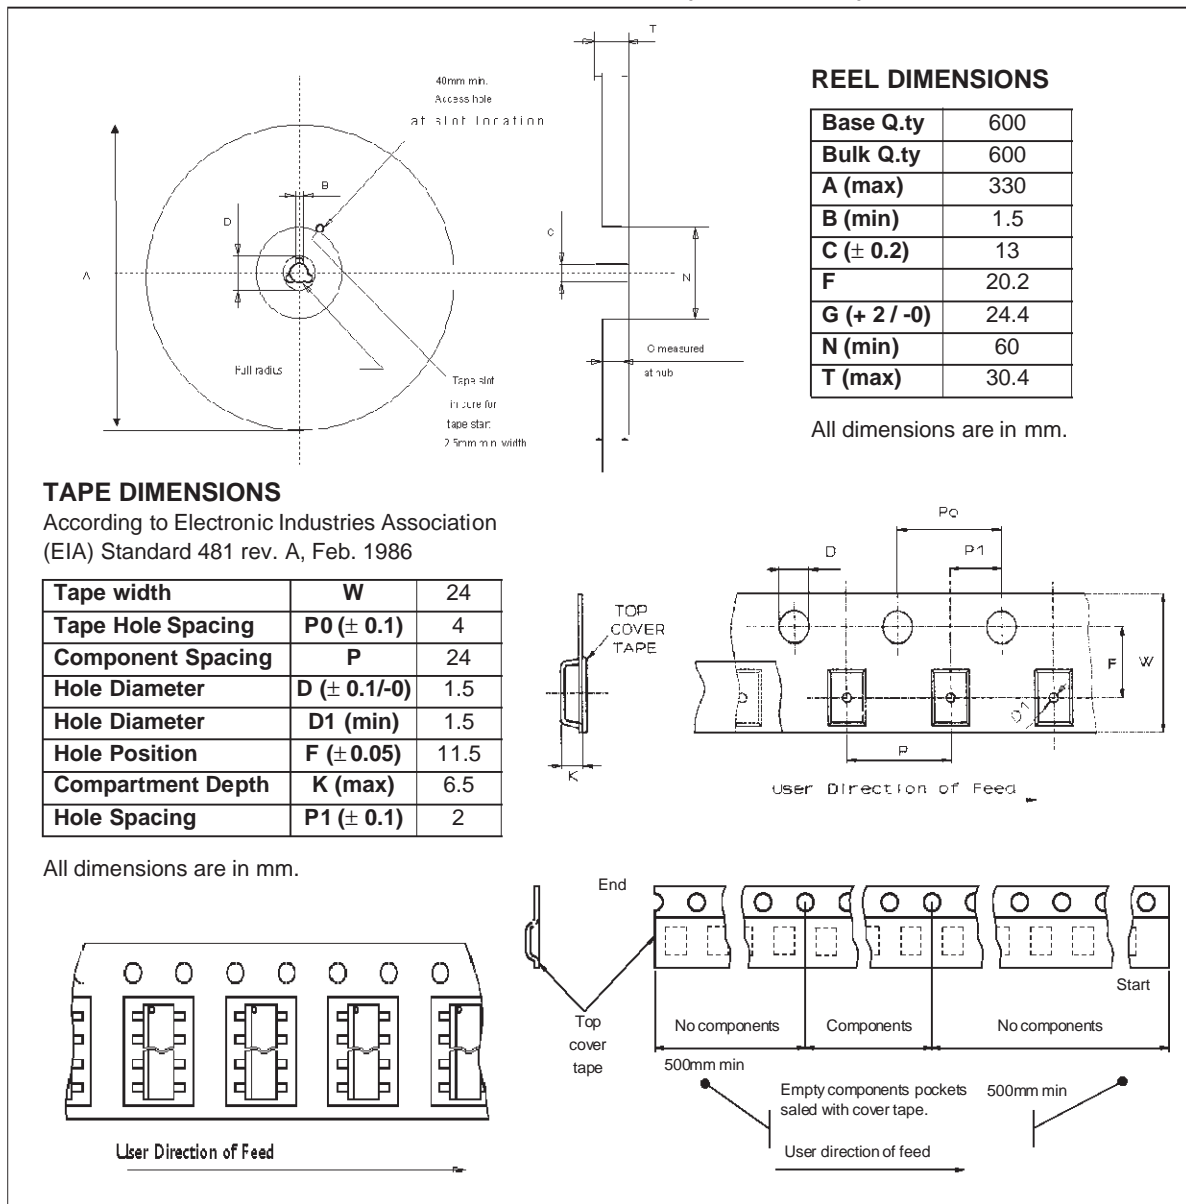 T
40mm min.
Access hole
at slot location
B
D
A
C
N
Full radius
Tape slot
in core for
tape start
2.5mm min. width
G measured
at hub
REEL DIMENSIONS
Base Q.ty 600
Bulk Q.ty 600
A (max) 330
B (min) 1.5
C (± 0.2) 13
F 20.2
G (+ 2 / -0) 24.4
N (min) 60
T (max) 30.4
All dimensions are in mm.
TAPE DIMENSIONS
According to Electronic Industries Association
(EIA) Standard 481 rev. A, Feb. 1986
Tape width W 24
Tape Hole Spacing P0 (± 0.1) 4
Component Spacing P 24
Hole Diameter D (± 0.1/-0) 1.5
Hole Diameter D1 (min) 1.5
Hole Position F (± 0.05) 11.5
Compartment Depth K (max) 6.5
Hole Spacing P1 (± 0.1) 2
All dimensions are in mm.
TOP
COVER
TAPE
K
P0
D
P1
F
W
D1
P
User Direction of Feed
User Direction of Feed
End
Start
Top
cover
tape
No components
Components
No components
500mm min
Empty components pockets
saled with cover tape.
500mm min
User direction of feed